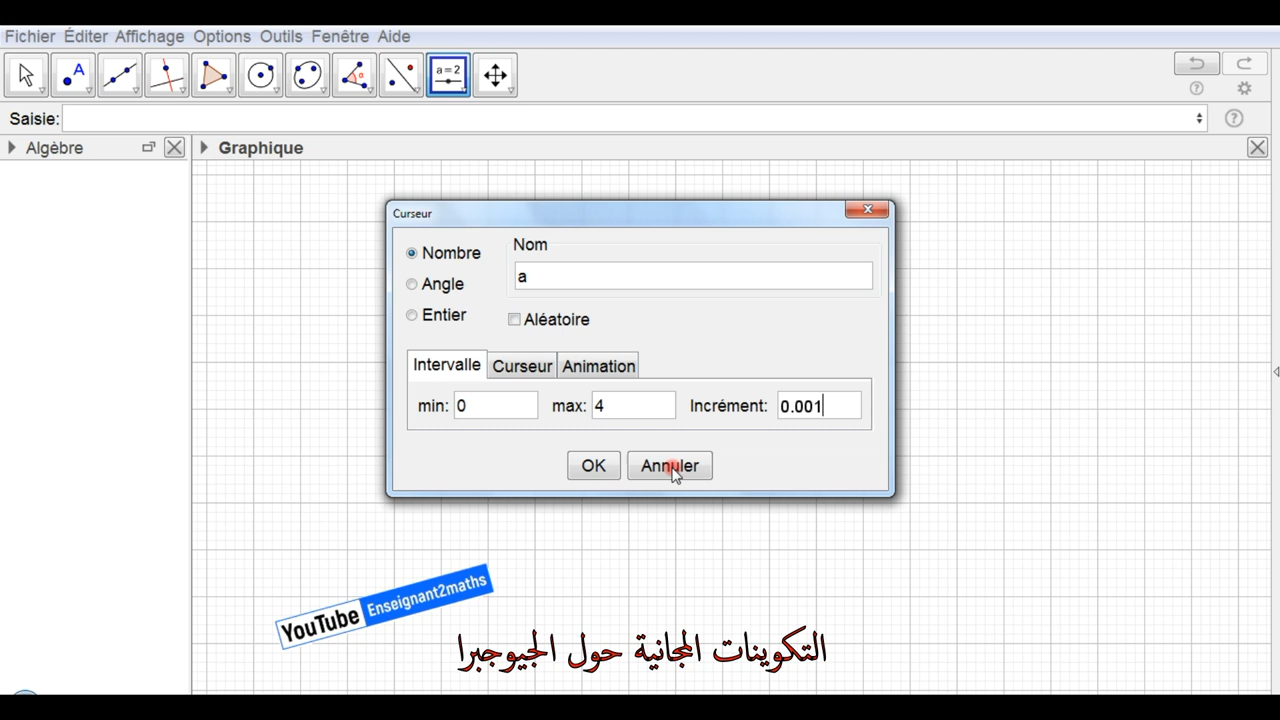 Fichier Éditer Affichage Options Outils Fenêtre Aide
A
α
a=2
Saisie:
Algèbre
Graphique
Curseur
Nombre
Nom
a
Angle
Entier
Aléatoire
Intervalle Curseur Animation
min: 0 max: 4 Incrément: 0.001
OK Annuler
YouTube Enseignant2maths
التكوينات المجانية حول الجيوجبرا